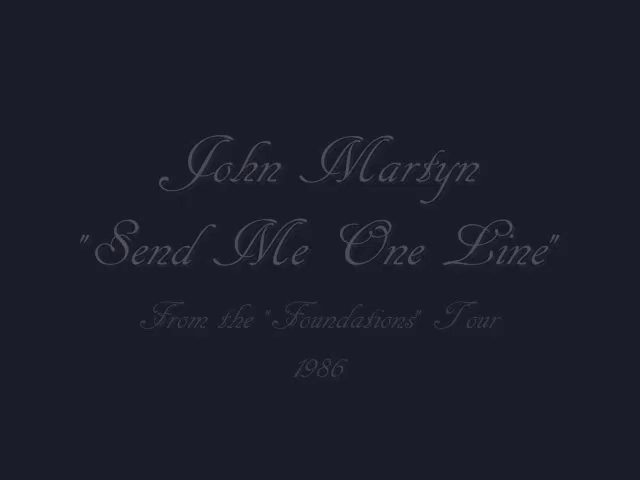 John Martyn
"Send Me One Line"
From the "Foundations" Tour
1986